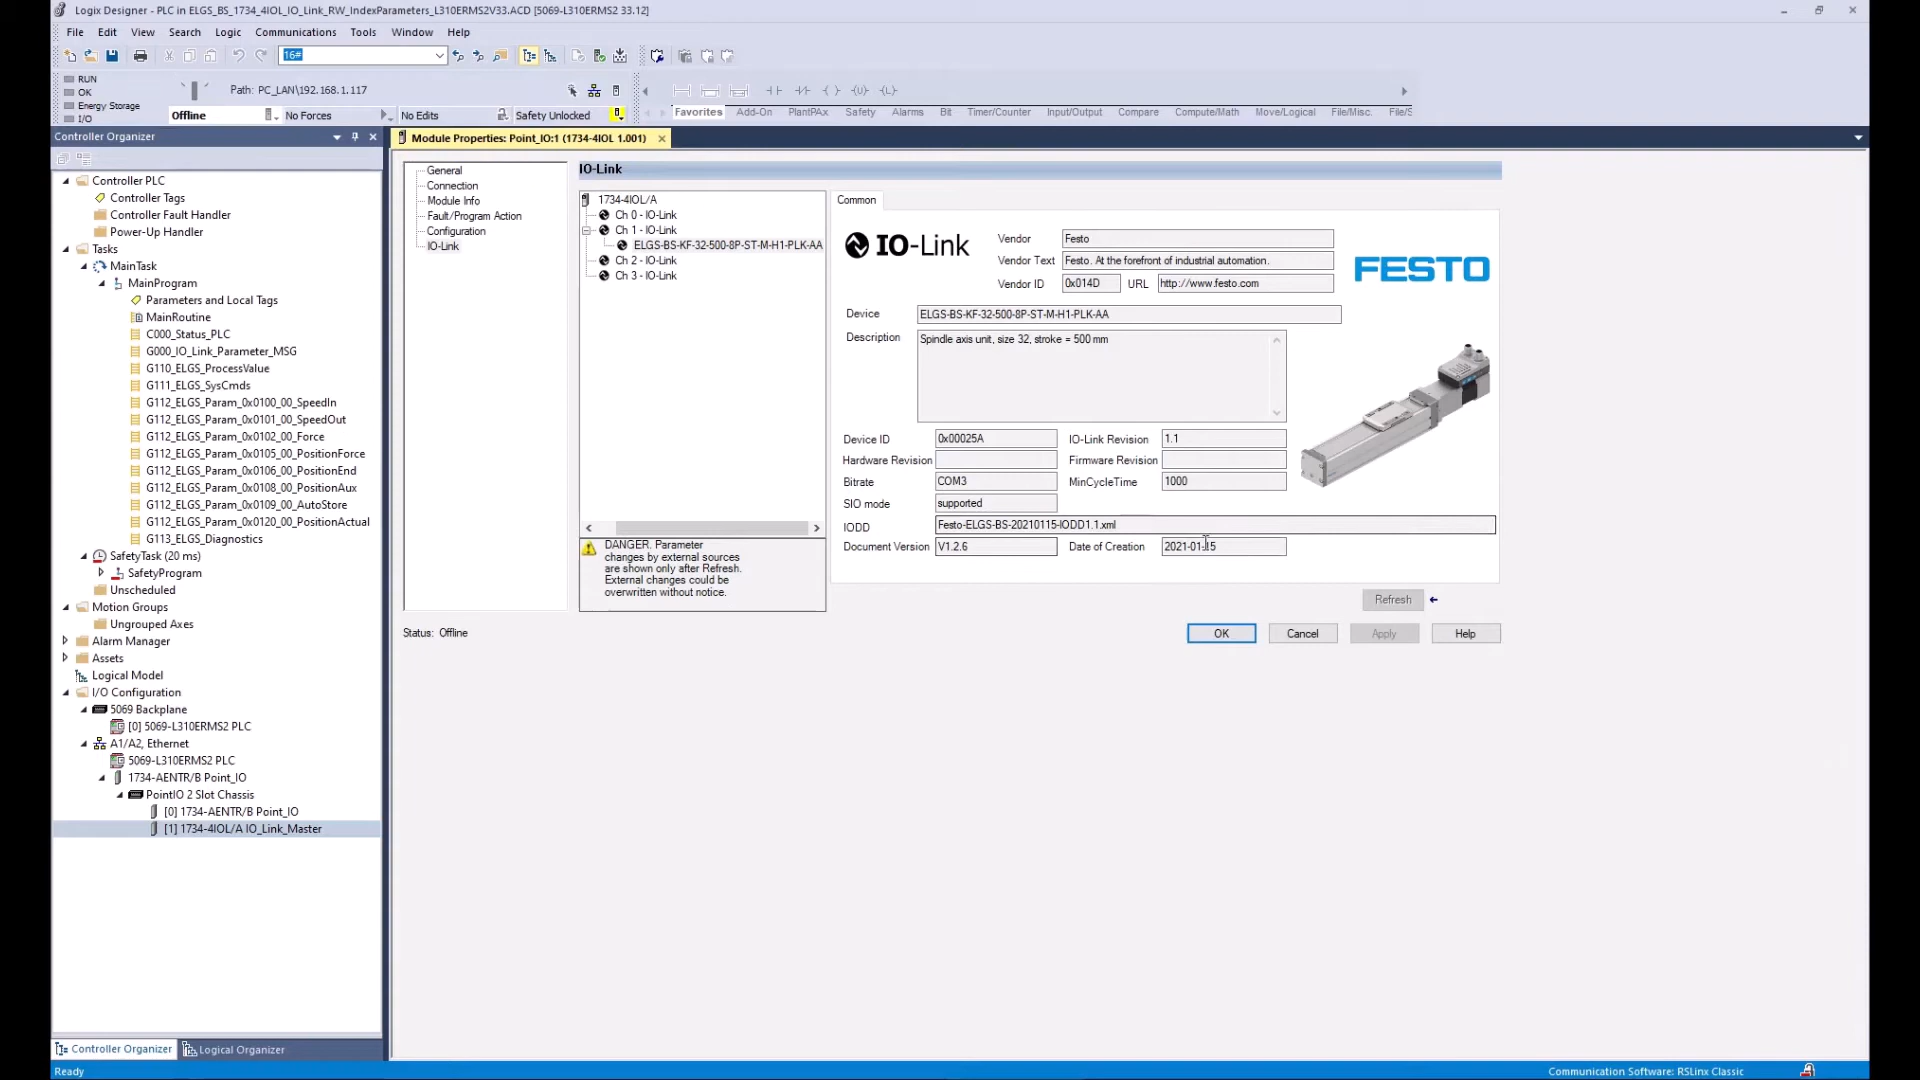 Logix Designer - PLC in ELGS_BS_1734_4IOL_IO_Link_RW_IndexParameters_L310ERMS2V33.ACD [5069-L310ERMS2 33.12]
File Edit View Search Logic Communications Tools Window Help
16#
RUN
OK
Energy Storage
I/O
Path: PC_LAN\192.168.1.117
Offline No Forces No Edits Safety Unlocked
Favorites Add-On PlantPAx Safety Alarms Bit Timer/Counter Input/Output Compare Compute/Math Move/Logical File/Misc. File/S
Controller Organizer
Module Properties: Point_IO:1 (1734-4IOL 1.001)
Controller PLC
Controller Tags
Controller Fault Handler
Power-Up Handler
Tasks
MainTask
MainProgram
Parameters and Local Tags
MainRoutine
C000_Status_PLC
G000_IO_Link_Parameter_MSG
G110_ELGS_ProcessValue
G111_ELGS_SysCmds
G112_ELGS_Param_0x0100_00_SpeedIn
G112_ELGS_Param_0x0101_00_SpeedOut
G112_ELGS_Param_0x0102_00_Force
G112_ELGS_Param_0x0105_00_PositionForce
G112_ELGS_Param_0x0106_00_PositionEnd
G112_ELGS_Param_0x0108_00_PositionAux
G112_ELGS_Param_0x0109_00_AutoStore
G112_ELGS_Param_0x0120_00_PositionActual
G113_ELGS_Diagnostics
SafetyTask (20 ms)
SafetyProgram
Unscheduled
Motion Groups
Ungrouped Axes
Alarm Manager
Assets
Logical Model
I/O Configuration
5069 Backplane
[0] 5069-L310ERMS2 PLC
A1/A2, Ethernet
5069-L310ERMS2 PLC
1734-AENTR/B Point_IO
PointIO 2 Slot Chassis
[0] 1734-AENTR/B Point_IO
[1] 1734-4IOL/A IO_Link_Master
Controller Organizer Logical Organizer
General
Connection
Module Info
Fault/Program Action
Configuration
IO-Link
IO-Link
1734-4IOL/A
Ch 0 - IO-Link
Ch 1 - IO-Link
ELGS-BS-KF-32-500-8P-ST-M-H1-PLK-AA
Ch 2 - IO-Link
Ch 3 - IO-Link
DANGER. Parameter
changes by external sources
are shown only after Refresh.
External changes could be
overwritten without notice.
Common
IO-Link
Vendor Festo
Vendor Text Festo. At the forefront of industrial automation.
Vendor ID 0x014D URL http://www.festo.com
FESTO
Device ELGS-BS-KF-32-500-8P-ST-M-H1-PLK-AA
Description Spindle axis unit, size 32, stroke = 500 mm
Device ID 0x00025A IO-Link Revision 1.1
Hardware Revision Firmware Revision
Bitrate COM3 MinCycleTime 1000
SIO mode supported
IODD Festo-ELGS-BS-20210115-IODD1.1.xml
Document Version V1.2.6 Date of Creation 2021-01-15
Refresh
Status: Offline
OK Cancel Apply Help
Ready
Communication Software: RSLinx Classic